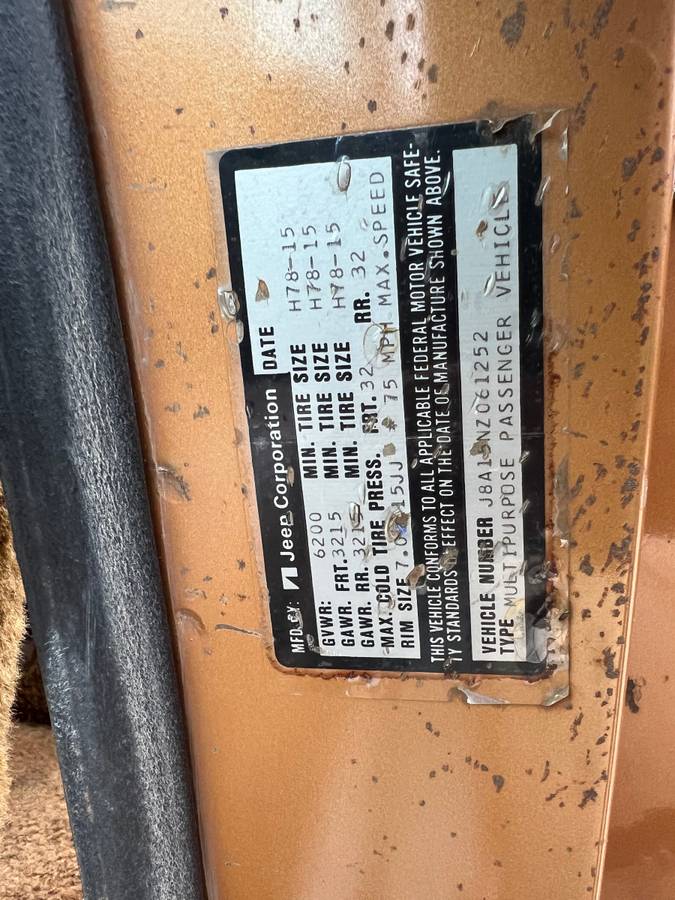 MFD. BY: Jeep Corporation DATE
GVWR: 6200 MIN. TIRE SIZE H78-15
GAWR. FRT. 3215 MIN. TIRE SIZE H78-15
GAWR. RR. 3215 MIN. TIRE SIZE H78-15
MAX. COLD TIRE PRESS. FRT. 32 RR. 32
RIM SIZE 15JJ * 75 MPH MAX.SPEED
THIS VEHICLE CONFORMS TO ALL APPLICABLE FEDERAL MOTOR VEHICLE SAFE-
TY STANDARDS IN EFFECT ON THE DATE OF MANUFACTURE SHOWN ABOVE.
VEHICLE NUMBER J8A15NZ061252
TYPE MULTIPURPOSE PASSENGER VEHICLE